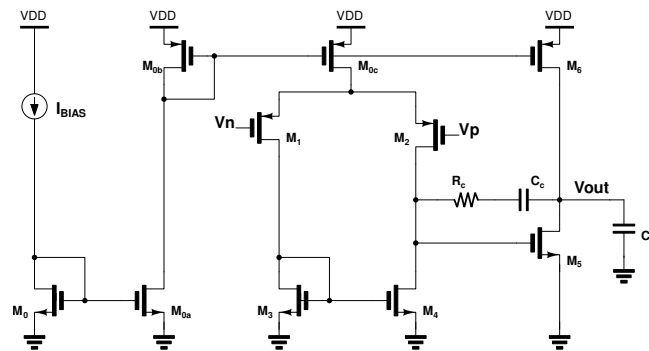 VDD VDD VDD VDD
M0b M0c M6
IBIAS
Vn M1 M2 Vp
Rc Cc Vout
C
M5
M0 M0a M3 M4